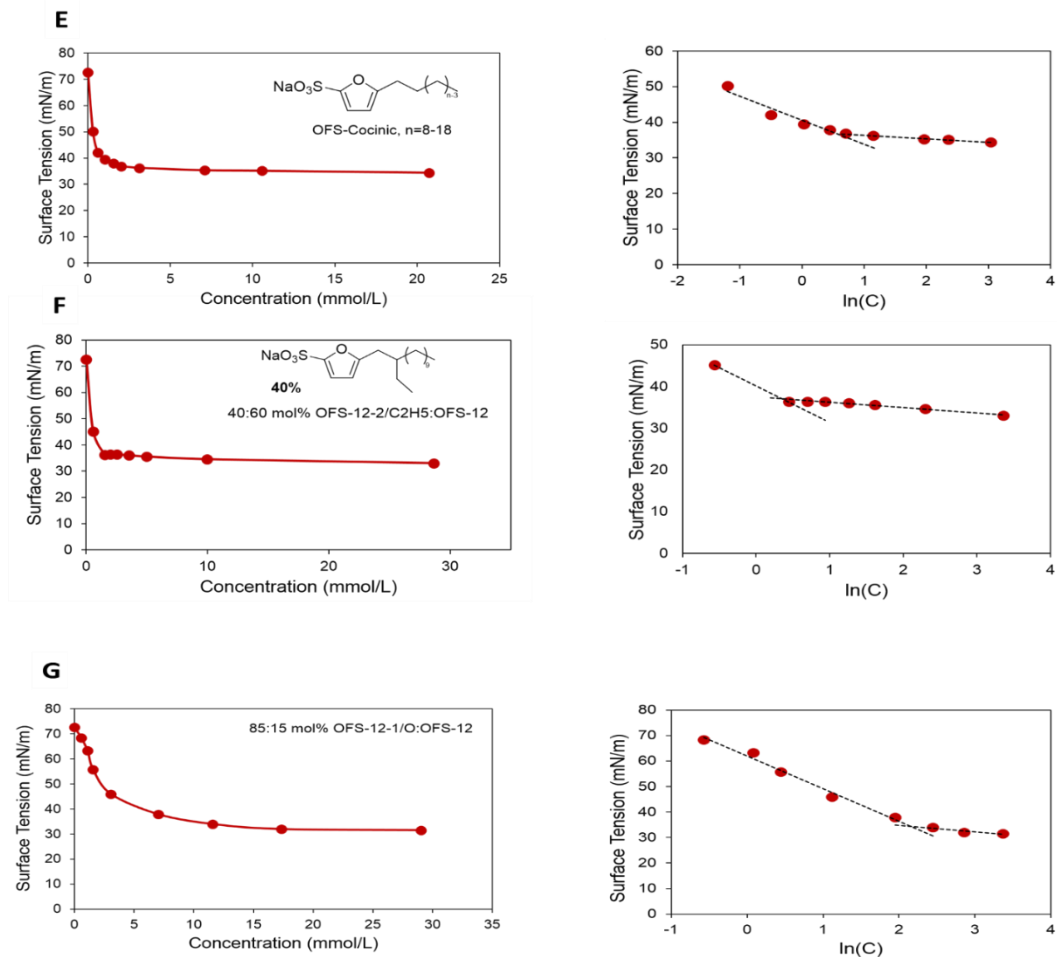 E
80
70
60
50
40
30
20
10
0
Surface Tension (mN/m)
NaO3S
O
n-3
OFS-Cocinic, n=8-18
0 5 10 15 20 25
Concentration (mmol/L)
60
50
40
30
20
10
0
Surface Tension (mN/m)
-2 -1 0 1 2 3 4
ln(C)
F
80
70
60
50
40
30
20
10
0
Surface Tension (mN/m)
NaO3S
O
9
40%
40:60 mol% OFS-12-2/C2H5:OFS-12
0 10 20 30
Concentration (mmol/L)
50
40
30
20
10
0
Surface Tension (mN/m)
-1 0 1 2 3 4
ln(C)
G
80
70
60
50
40
30
20
10
0
Surface Tension (mN/m)
85:15 mol% OFS-12-1/O:OFS-12
0 5 10 15 20 25 30 35
Concentration (mmol/L)
80
70
60
50
40
30
20
10
0
Surface Tension (mN/m)
-1 0 1 2 3 4
ln(C)